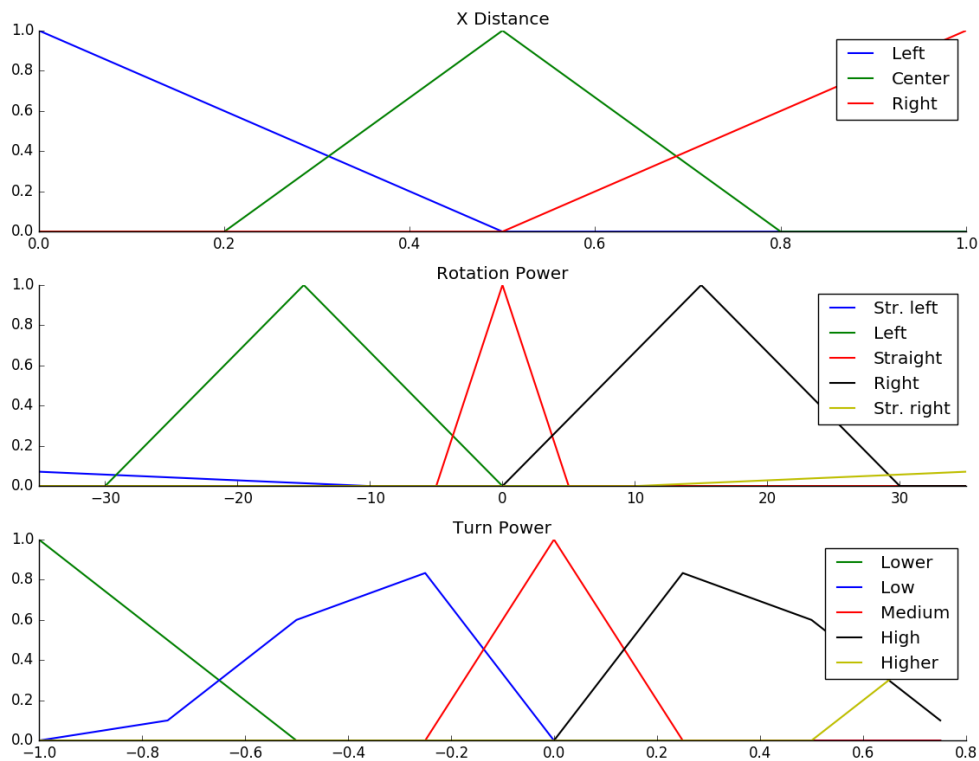 X Distance
1.0
0.8
0.6
0.4
0.2
0.0
Left
Center
Right
0.0 0.2 0.4 0.6 0.8 1.0
Rotation Power
1.0
0.8
0.6
0.4
0.2
0.0
Str. left
Left
Straight
Right
Str. right
−30 −20 −10 0 10 20 30
Turn Power
1.0
0.8
0.6
0.4
0.2
0.0
Lower
Low
Medium
High
Higher
−1.0 −0.8 −0.6 −0.4 −0.2 0.0 0.2 0.4 0.6 0.8